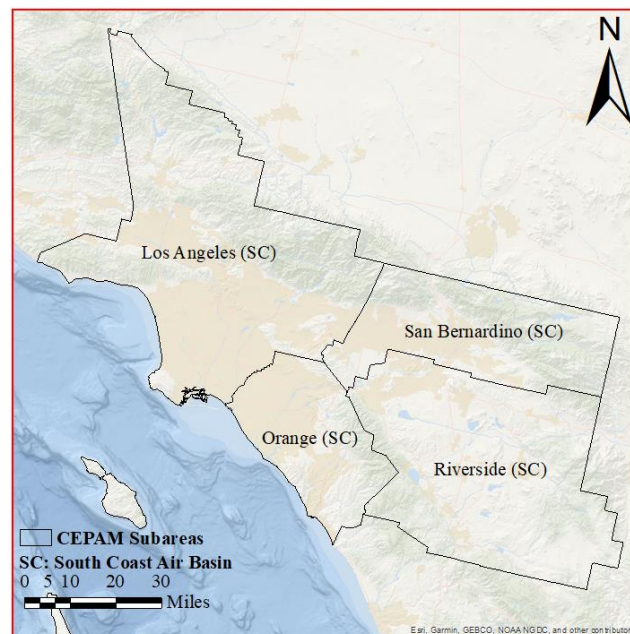 N
Los Angeles (SC)
San Bernardino (SC)
Orange (SC)
Riverside (SC)
CEPAM Subareas
SC: South Coast Air Basin
0 5 10 20 30
Miles
Esri, Garmin, GEBCO, NOAA NGDC, and other contributor